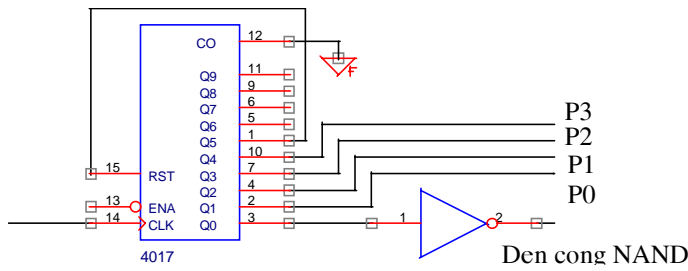 CO 12
Q9 11
Q8 9
Q7 6
Q6 5
Q5 1
Q4 10
Q3 7
Q2 4
Q1 2
Q0 3
15 RST
13 ENA
14 CLK
4017
P3
P2
P1
P0
1 2
Den cong NAND
F